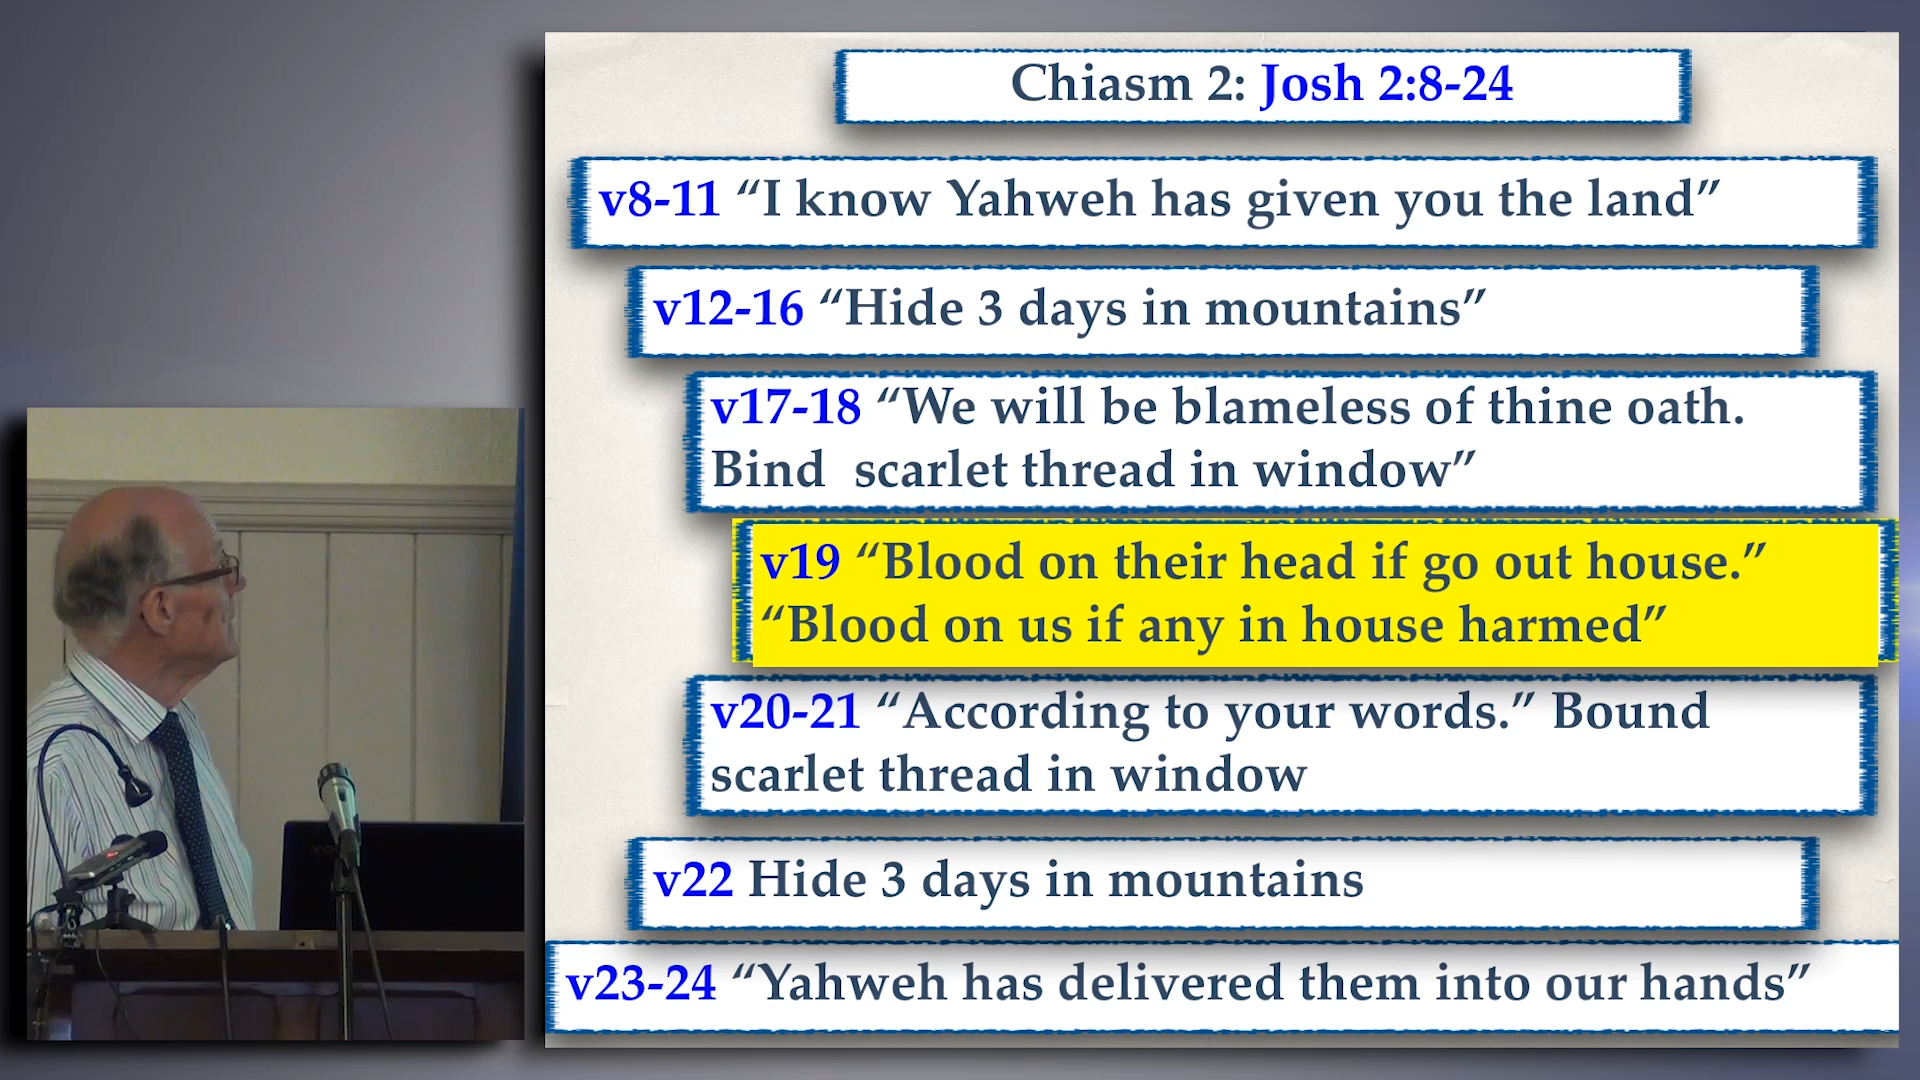 Chiasm 2: Josh 2:8-24
v8-11 “I know Yahweh has given you the land”
v12-16 “Hide 3 days in mountains”
v17-18 “We will be blameless of thine oath.
Bind scarlet thread in window”
v19 “Blood on their head if go out house.”
“Blood on us if any in house harmed”
v20-21 “According to your words.” Bound
scarlet thread in window
v22 Hide 3 days in mountains
v23-24 “Yahweh has delivered them into our hands”